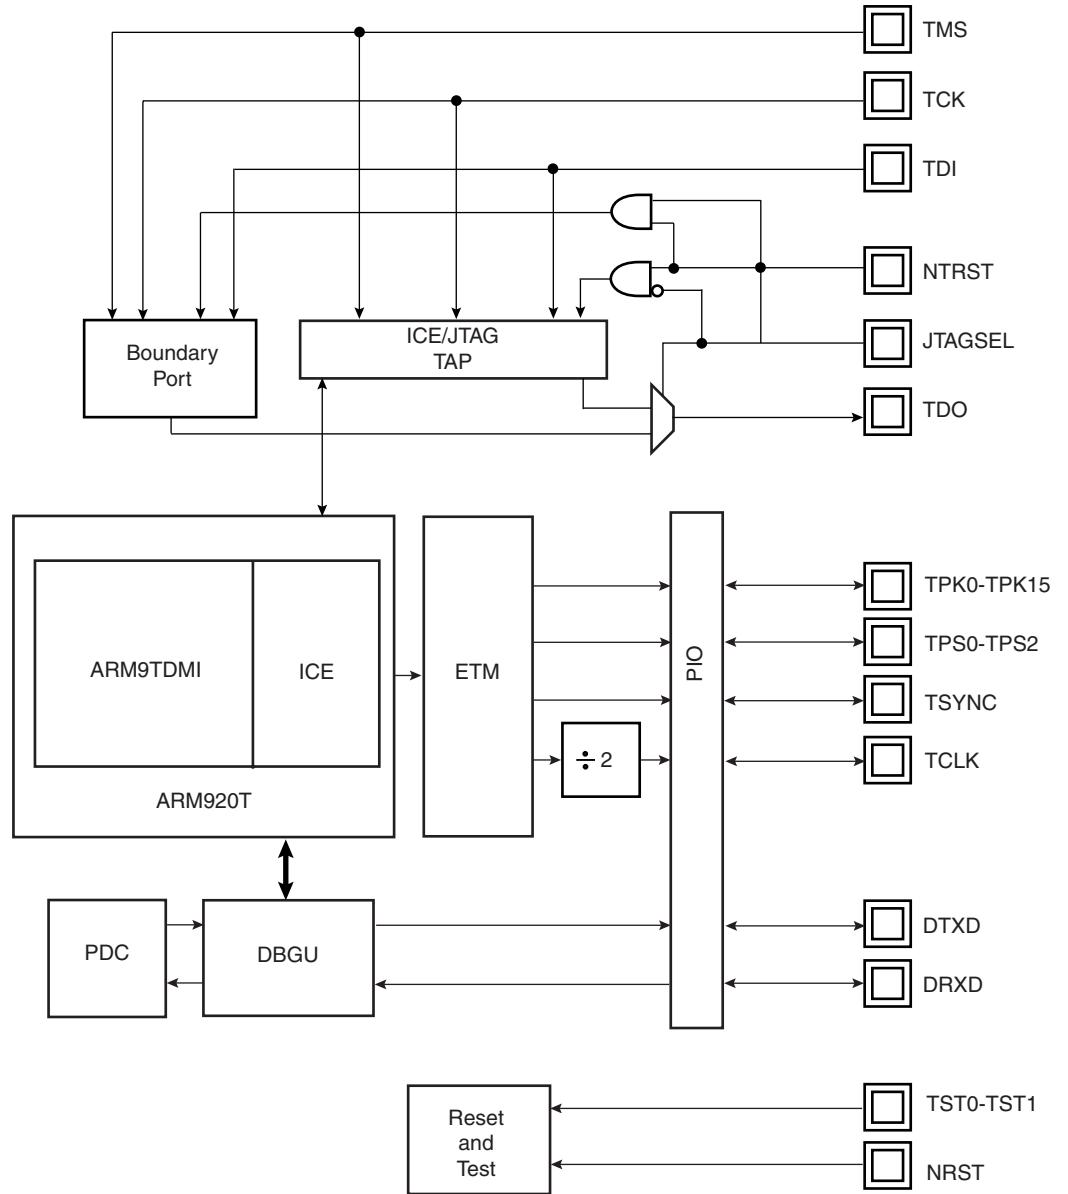 TMS
TCK
TDI
NTRST
JTAGSEL
TDO
Boundary
Port
ICE/JTAG
TAP
ARM9TDMI
ICE
ARM920T
ETM
÷ 2
PIO
TPK0-TPK15
TPS0-TPS2
TSYNC
TCLK
PDC
DBGU
DTXD
DRXD
Reset
and
Test
TST0-TST1
NRST